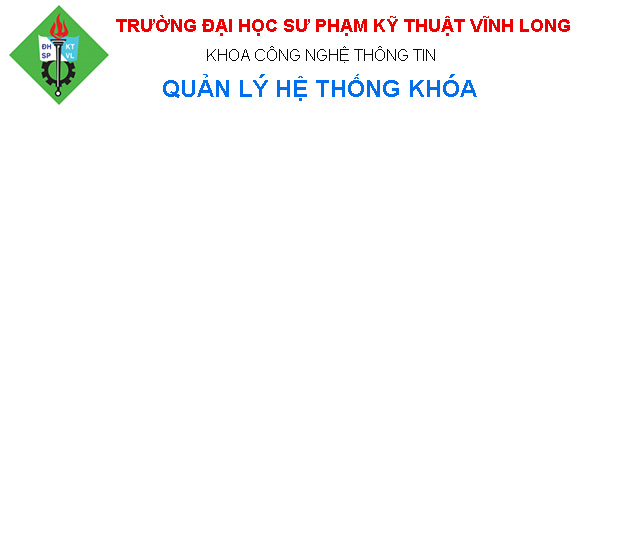 TRƯỜNG ĐẠI HỌC SƯ PHẠM KỸ THUẬT VĨNH LONG
KHOA CÔNG NGHỆ THÔNG TIN
QUẢN LÝ HỆ THỐNG KHÓA
ĐH KT
SP VL